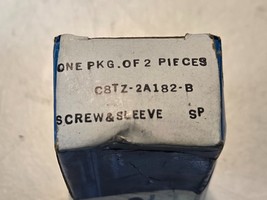 ONE PKG. OF 2 PIECES
C8TZ-2A182-B
SCREW & SLEEVE SP